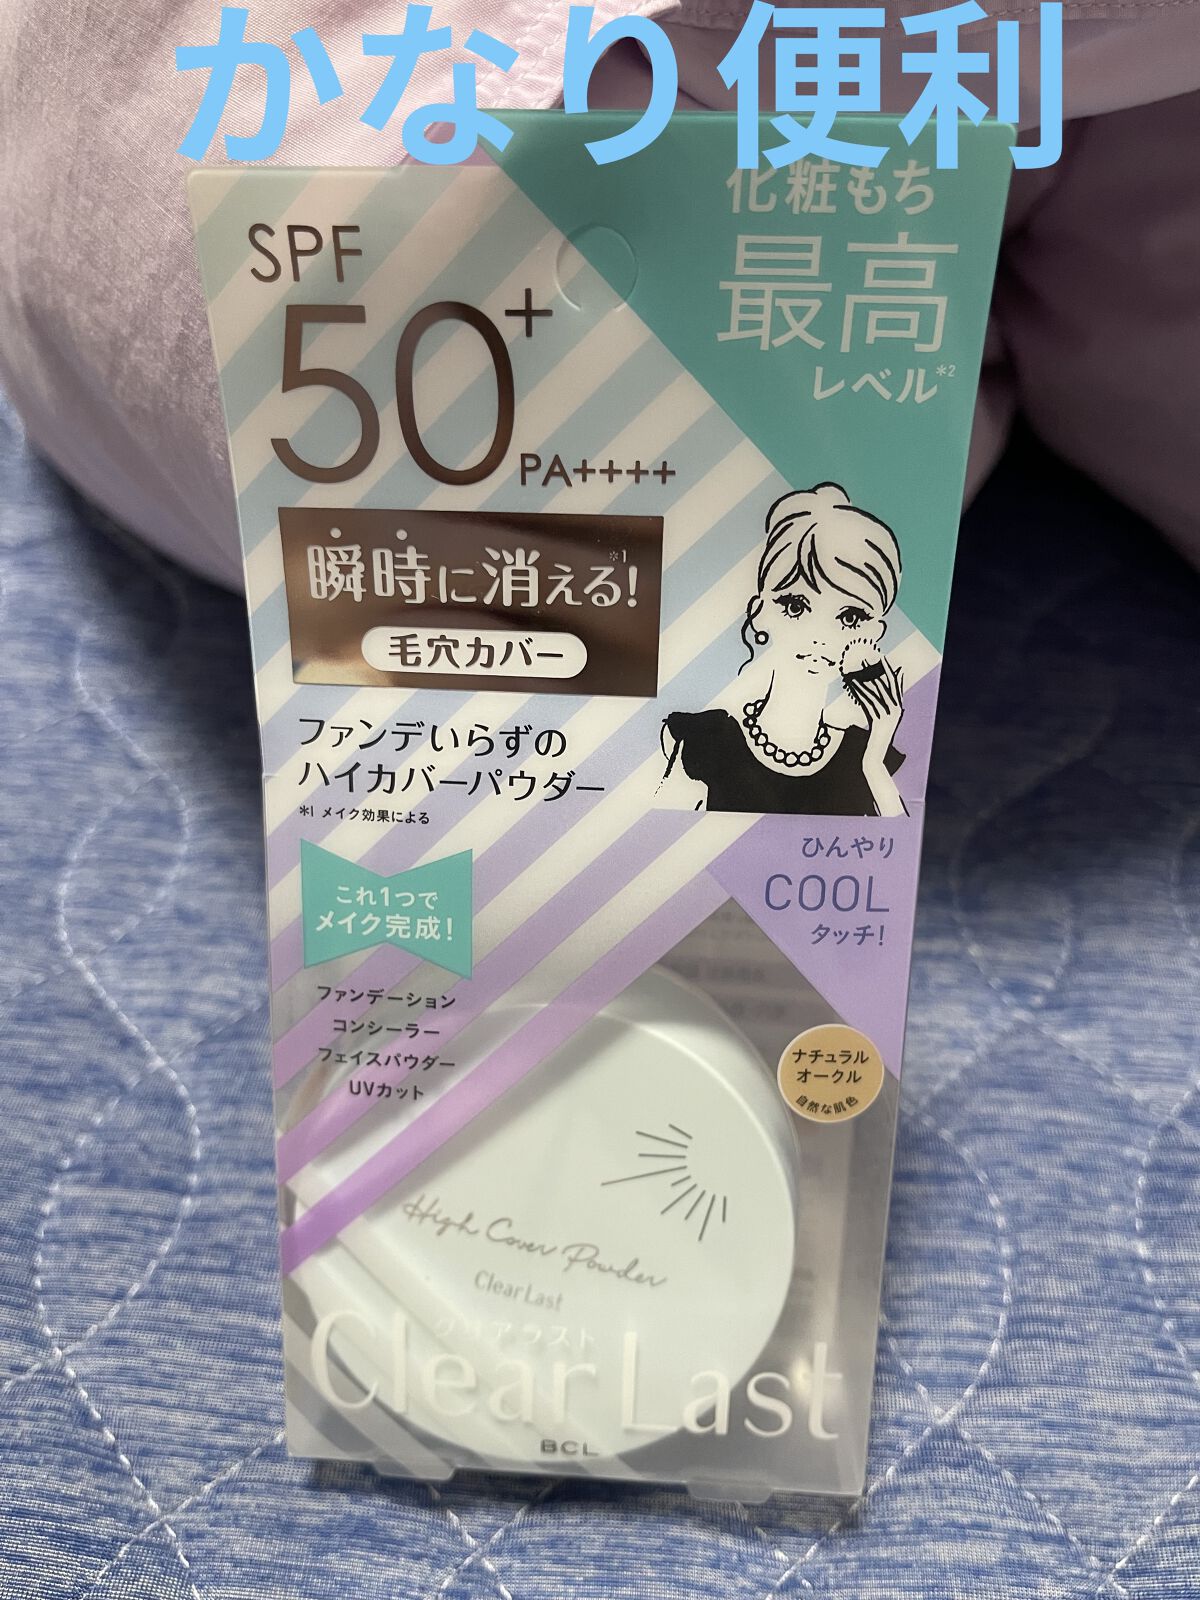 かなり便利
化粧もち
最高
レベル*2
SPF
50+
PA++++
瞬時に消える!
※1
毛穴カバー
ファンデいらずの
ハイカバーパウダー
*1 メイク効果による
ひんやり
COOL
タッチ!
これ1つで
メイク完成!
ファンデーション
コンシーラー
フェイスパウダー
UVカット
ナチュラル
オークル
自然な肌色
High Cover Powder
ClearLast
クリアラスト
Clear Last
BCL